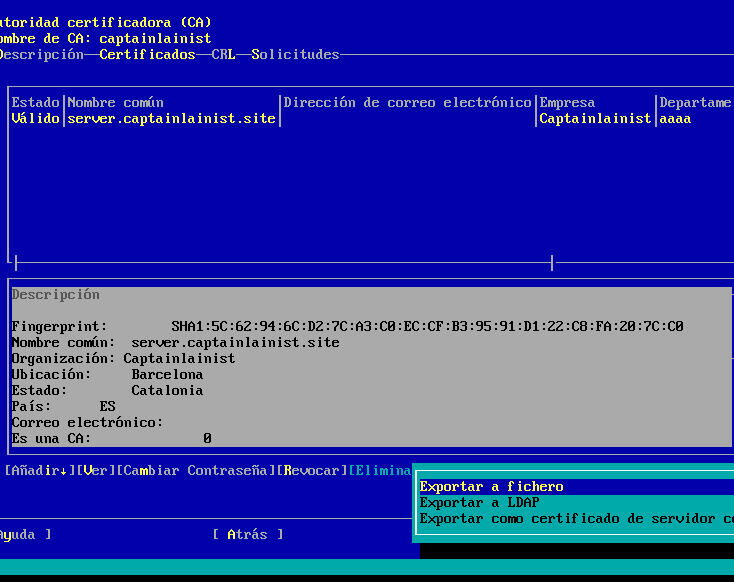 utoridad certificadora (CA)
ombre de CA: captainlainist
Descripción Certificados CRL Solicitudes
Estado Nombre común Dirección de correo electrónico Empresa Departame
Válido server.captainlainist.site Captainlainist aaaa
Descripción
Fingerprint: SHA1:5C:62:94:6C:D2:7C:A3:C0:EC:CF:B3:95:91:D1:22:C8:FA:20:7C:C0
Nombre común: server.captainlainist.site
Organización: Captainlainist
Ubicación: Barcelona
Estado: Catalonia
País: ES
Correo electrónico:
Es una CA: 0
[Añadir↓][Ver][Cambiar Contraseña][Revocar][Elimina
Exportar a fichero
Exportar a LDAP
Exportar como certificado de servidor co
Ayuda ] [ Atrás ]